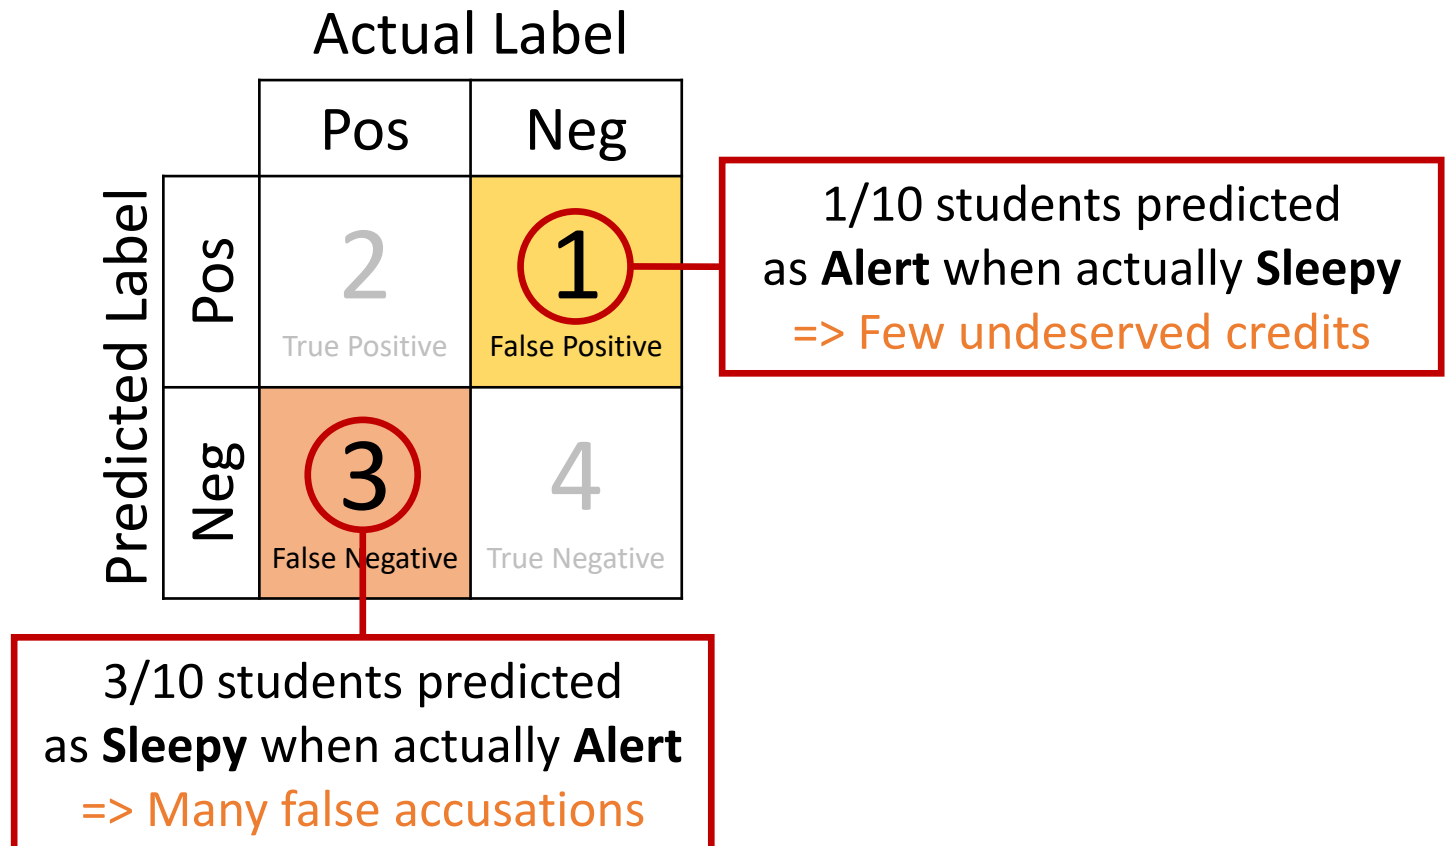 Actual Label
Pos
Neg
Predicted Label
Pos
2
True Positive
1
False Positive
1/10 students predicted
as Alert when actually Sleepy
=> Few undeserved credits
Neg
3
False Negative
4
True Negative
3/10 students predicted
as Sleepy when actually Alert
=> Many false accusations